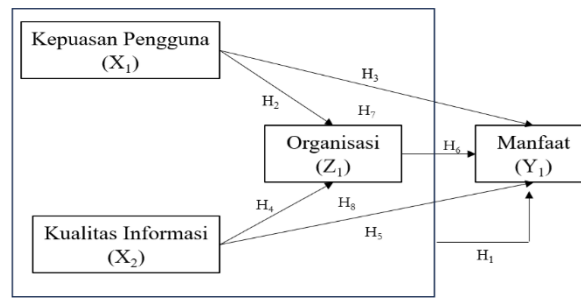 Kepuasan Pengguna
(X₁)
H₃
H₂
H₇
Organisasi
(Z₁)
H₆
Manfaat
(Y₁)
H₄
H₈
Kualitas Informasi
(X₂)
H₅
H₁